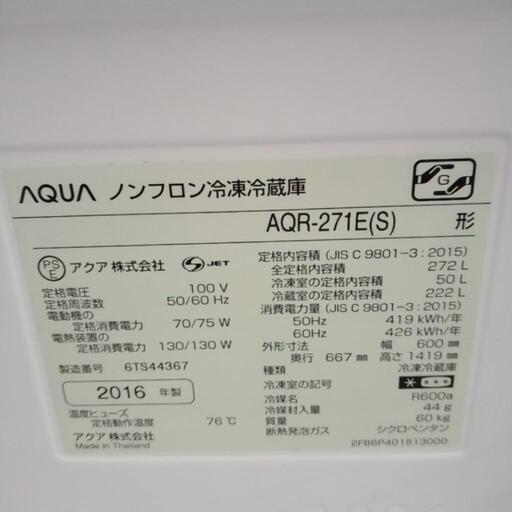 AQUA ノンフロン冷凍冷蔵庫
G
AQR-271E(S) 形
PSE アクア 株式会社 JET
定格電圧 100 V
定格周波数 50/60 Hz
電動機の
定格消費電力 70/75 W
電熱装置の
定格消費電力 130/130 W
製造番号 6TS44367
2016 年製
温度ヒューズ
定格動作温度 76℃
アクア 株式会社
Made in Thailand
定格内容積 (JIS C 9801-3 : 2015)
全定格内容積 272 L
冷凍室の定格内容積 50 L
冷蔵室の定格内容積 222 L
消費電力量 (JIS C 9801-3 : 2015)
50Hz 419 kWh/年
60Hz 426 kWh/年
外形寸法 幅 600 mm
奥行 667 mm 高さ 1419 mm
種類 冷凍冷蔵庫
冷凍室の記号
冷媒名 R600a
冷媒封入量 44 g
質量 60 kg
断熱発泡ガス シクロペンタン
2FB6P401513000